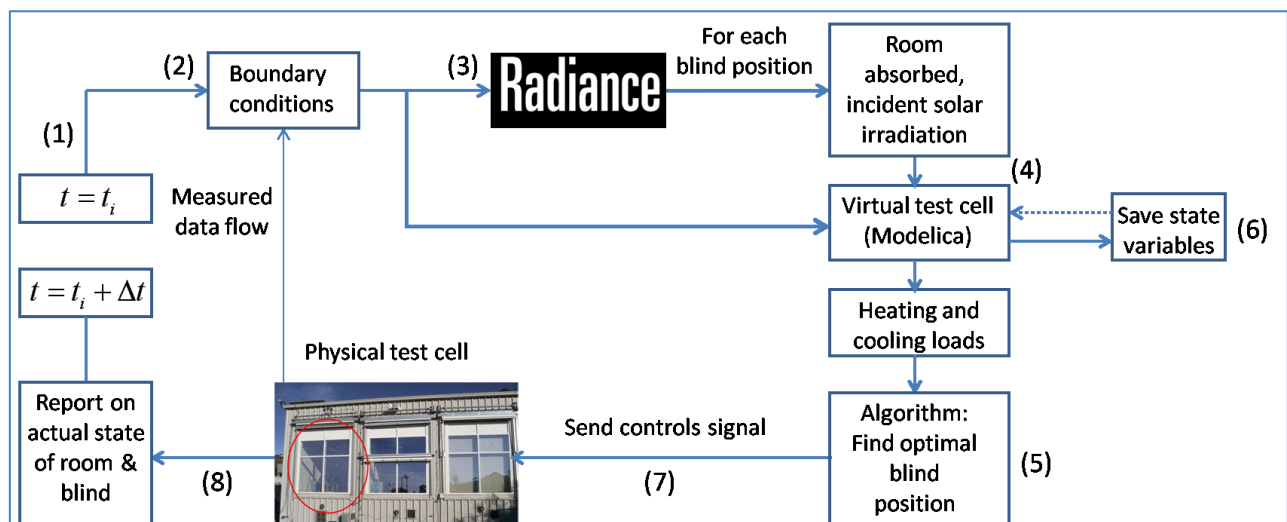 (1)
t = tᵢ
(2)
Boundary
conditions
Measured
data flow
(3)
Radiance
For each
blind position
Room
absorbed,
incident solar
irradiation
(4)
Virtual test cell
(Modelica)
Save state
variables
(6)
Heating and
cooling loads
Algorithm:
Find optimal
blind
position
(5)
Send controls signal
(7)
Physical test cell
(8)
Report on
actual state
of room &
blind
t = tᵢ + Δt